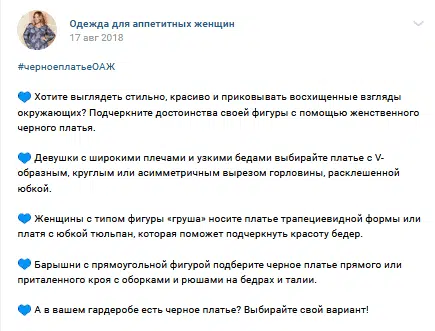 Одежда для аппетитных женщин
17 авг 2018
#черноеплатьеОАЖ
💙 Хотите выглядеть стильно, красиво и приковывать восхищенные взгляды
окружающих? Подчеркните достоинства своей фигуры с помощью женственного
черного платья.
💙 Девушки с широкими плечами и узкими бедами выбирайте платье с V-
образным, круглым или асимметричным вырезом горловины, расклешенной
юбкой.
💙 Женщины с типом фигуры «груша» носите платье трапециевидной формы или
платя с юбкой тюльпан, которая поможет подчеркнуть красоту бедер.
💙 Барышни с прямоугольной фигурой подберите черное платье прямого или
приталенного кроя с оборками и рюшами на бедрах и талии.
💙 А в вашем гардеробе есть черное платье? Выбирайте свой вариант!